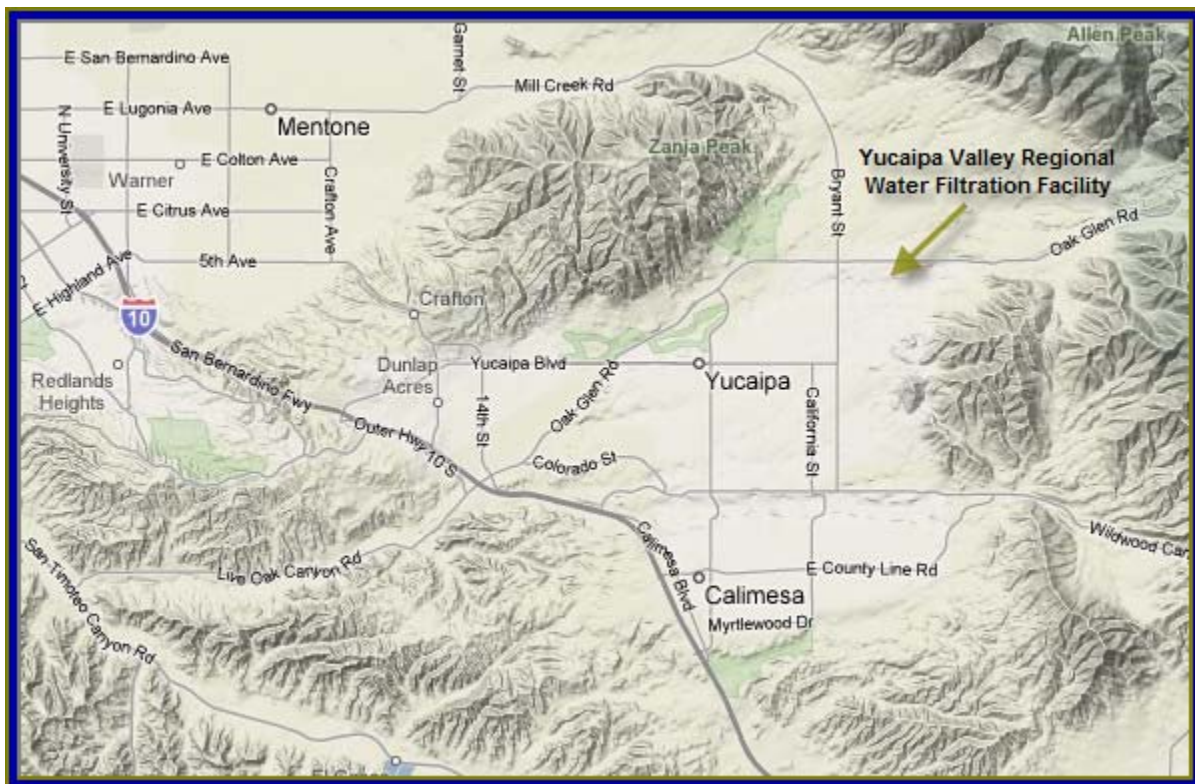 Allen Peak
E San Bernardino Ave
Garnet St
Mill Creek Rd
E Lugonia Ave
N University St
Mentone
Zanja Peak
E Colton Ave
Warner
Crafton Ave
Yucaipa Valley Regional
Water Filtration Facility
Bryant St
E Citrus Ave
Oak Glen Rd
5th Ave
E Highland Ave
Crafton
10
San Bernardino Fwy
Redlands
Heights
Dunlap
Acres
Yucaipa Blvd
Yucaipa
Oak Glen Rd
14th St
California St
Outer Hwy 10 S
Colorado St
Wildwood Can
San Timoteo Canyon Rd
Live Oak Canyon Rd
Calimesa Blvd
E County Line Rd
Calimesa
Myrtlewood Dr